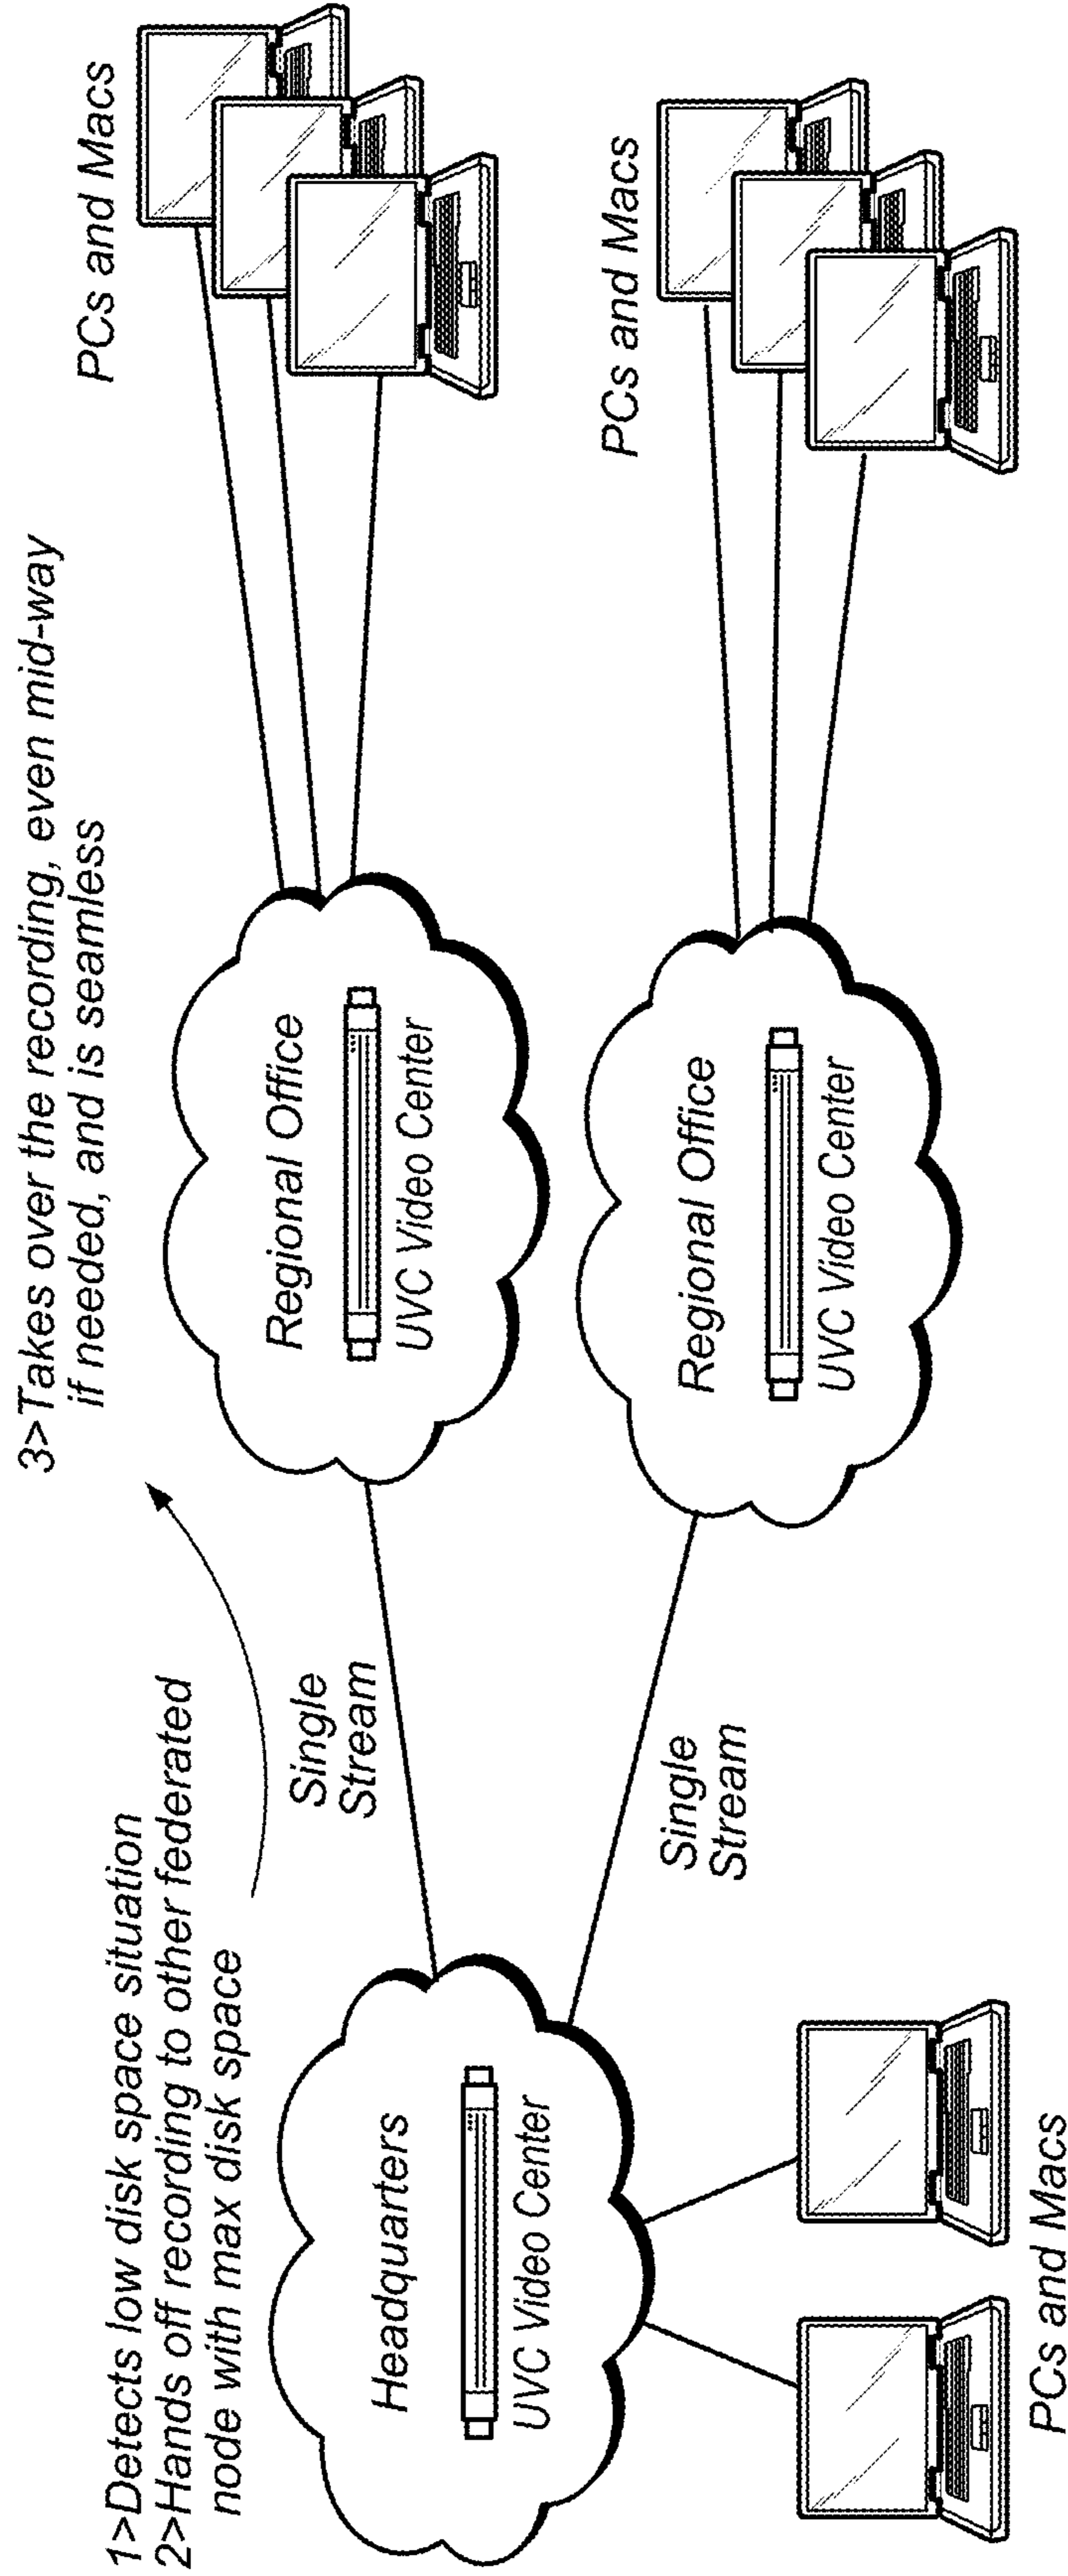 1>Detects low disk space situation
2>Hands off recording to other federated
node with max disk space
3>Takes over the recording, even mid-way
if needed, and is seamless
Headquarters
UVC Video Center
PCs and Macs
Single
Stream
Single
Stream
Regional Office
UVC Video Center
PCs and Macs
Regional Office
UVC Video Center
PCs and Macs